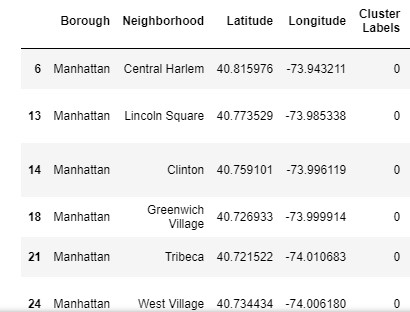 Borough Neighborhood Latitude Longitude Cluster Labels
6 Manhattan Central Harlem 40.815976 -73.943211 0
13 Manhattan Lincoln Square 40.773529 -73.985338 0
14 Manhattan Clinton 40.759101 -73.996119 0
18 Manhattan Greenwich Village 40.726933 -73.999914 0
21 Manhattan Tribeca 40.721522 -74.010683 0
24 Manhattan West Village 40.734434 -74.006180 0